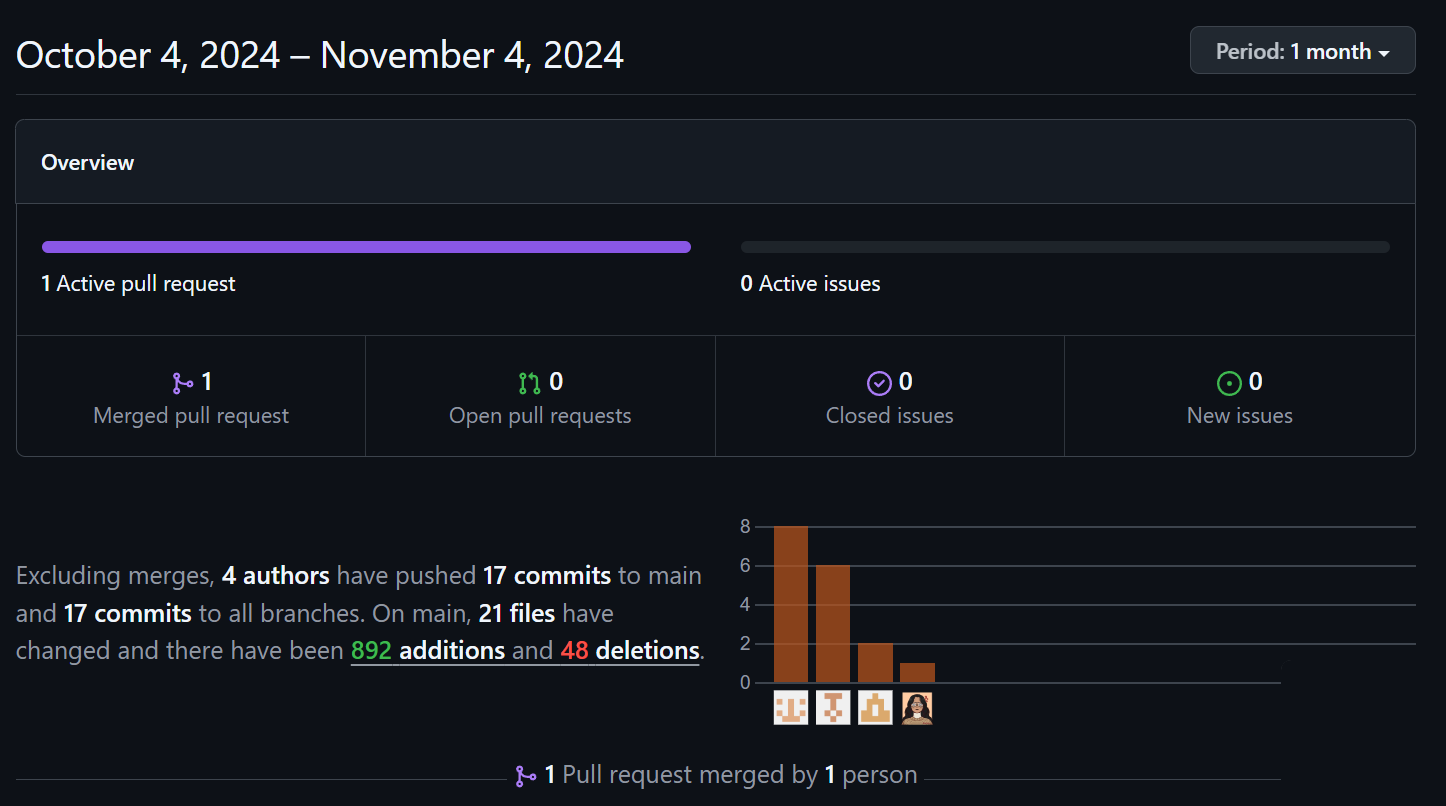 October 4, 2024 – November 4, 2024
Period: 1 month
Overview
1 Active pull request
0 Active issues
1
Merged pull request
0
Open pull requests
0
Closed issues
0
New issues
Excluding merges, 4 authors have pushed 17 commits to main
and 17 commits to all branches. On main, 21 files have
changed and there have been 892 additions and 48 deletions.
8
6
4
2
0
1 Pull request merged by 1 person